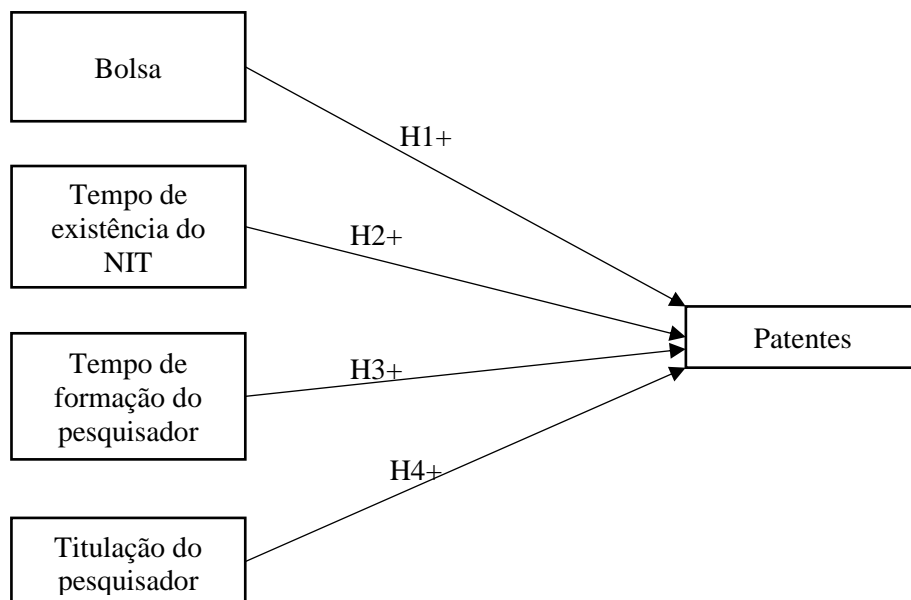 Bolsa
H1+
Tempo de
existência do
NIT
H2+
Patentes
Tempo de
formação do
pesquisador
H3+
H4+
Titulação do
pesquisador